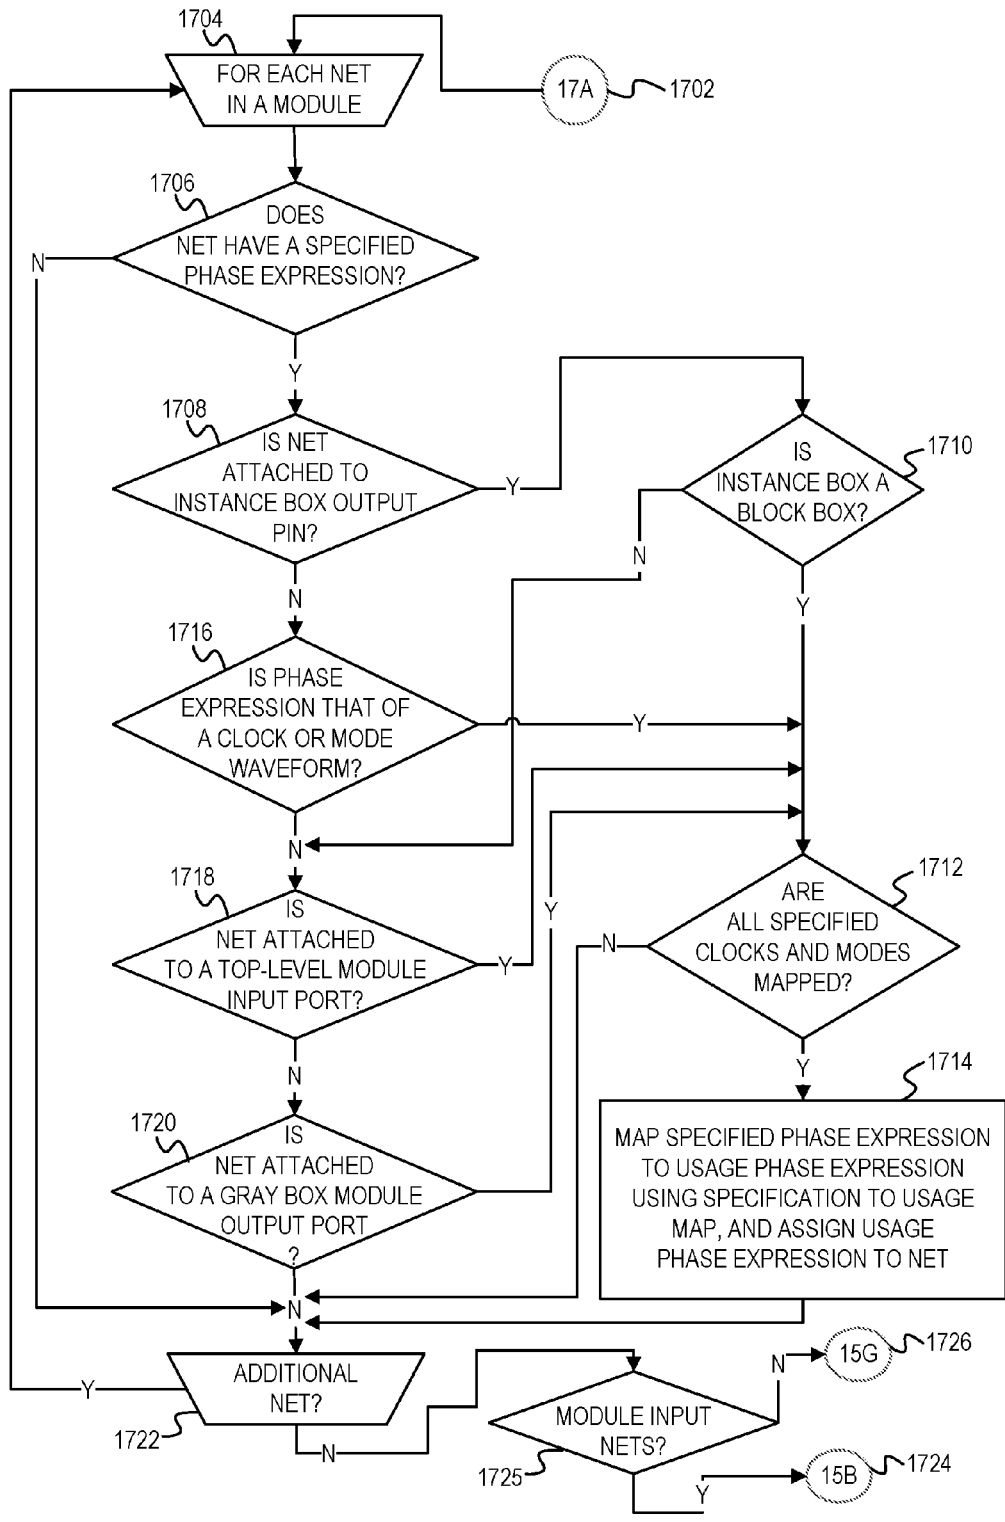 1704
FOR EACH NET
IN A MODULE
17A
1702
1706
DOES
NET HAVE A SPECIFIED
PHASE EXPRESSION?
N
Y
1708
IS NET
ATTACHED TO
INSTANCE BOX OUTPUT
PIN?
Y
N
1710
IS
INSTANCE BOX A
BLOCK BOX?
N
Y
1716
IS PHASE
EXPRESSION THAT OF
A CLOCK OR MODE
WAVEFORM?
Y
N
1718
IS
NET ATTACHED
TO A TOP-LEVEL MODULE
INPUT PORT?
Y
N
1712
ARE
ALL SPECIFIED
CLOCKS AND MODES
MAPPED?
N
Y
1720
IS
NET ATTACHED
TO A GRAY BOX MODULE
OUTPUT PORT
?
Y
N
1714
MAP SPECIFIED PHASE EXPRESSION
TO USAGE PHASE EXPRESSION
USING SPECIFICATION TO USAGE
MAP, AND ASSIGN USAGE
PHASE EXPRESSION TO NET
ADDITIONAL
NET?
1722
Y
N
MODULE INPUT
NETS?
1725
N
15G
1726
Y
15B
1724